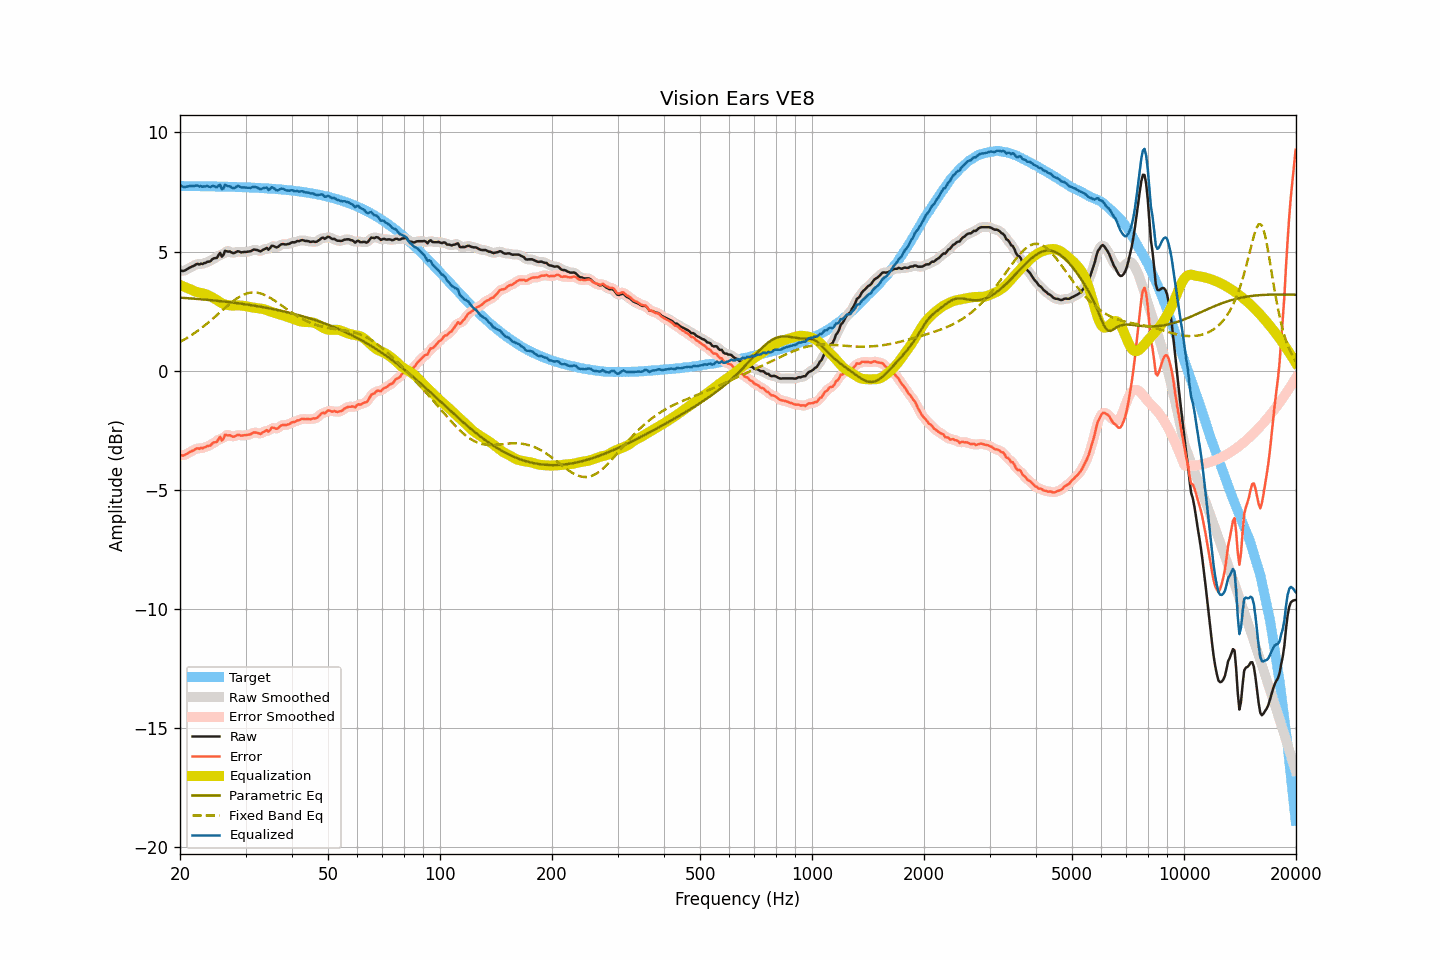 Vision Ears VE8
Amplitude (dBr)
10
5
0
−5
−10
−15
−20
Target
Raw Smoothed
Error Smoothed
Raw
Error
Equalization
Parametric Eq
Fixed Band Eq
Equalized
20 50 100 200 500 1000 2000 5000 10000 20000
Frequency (Hz)